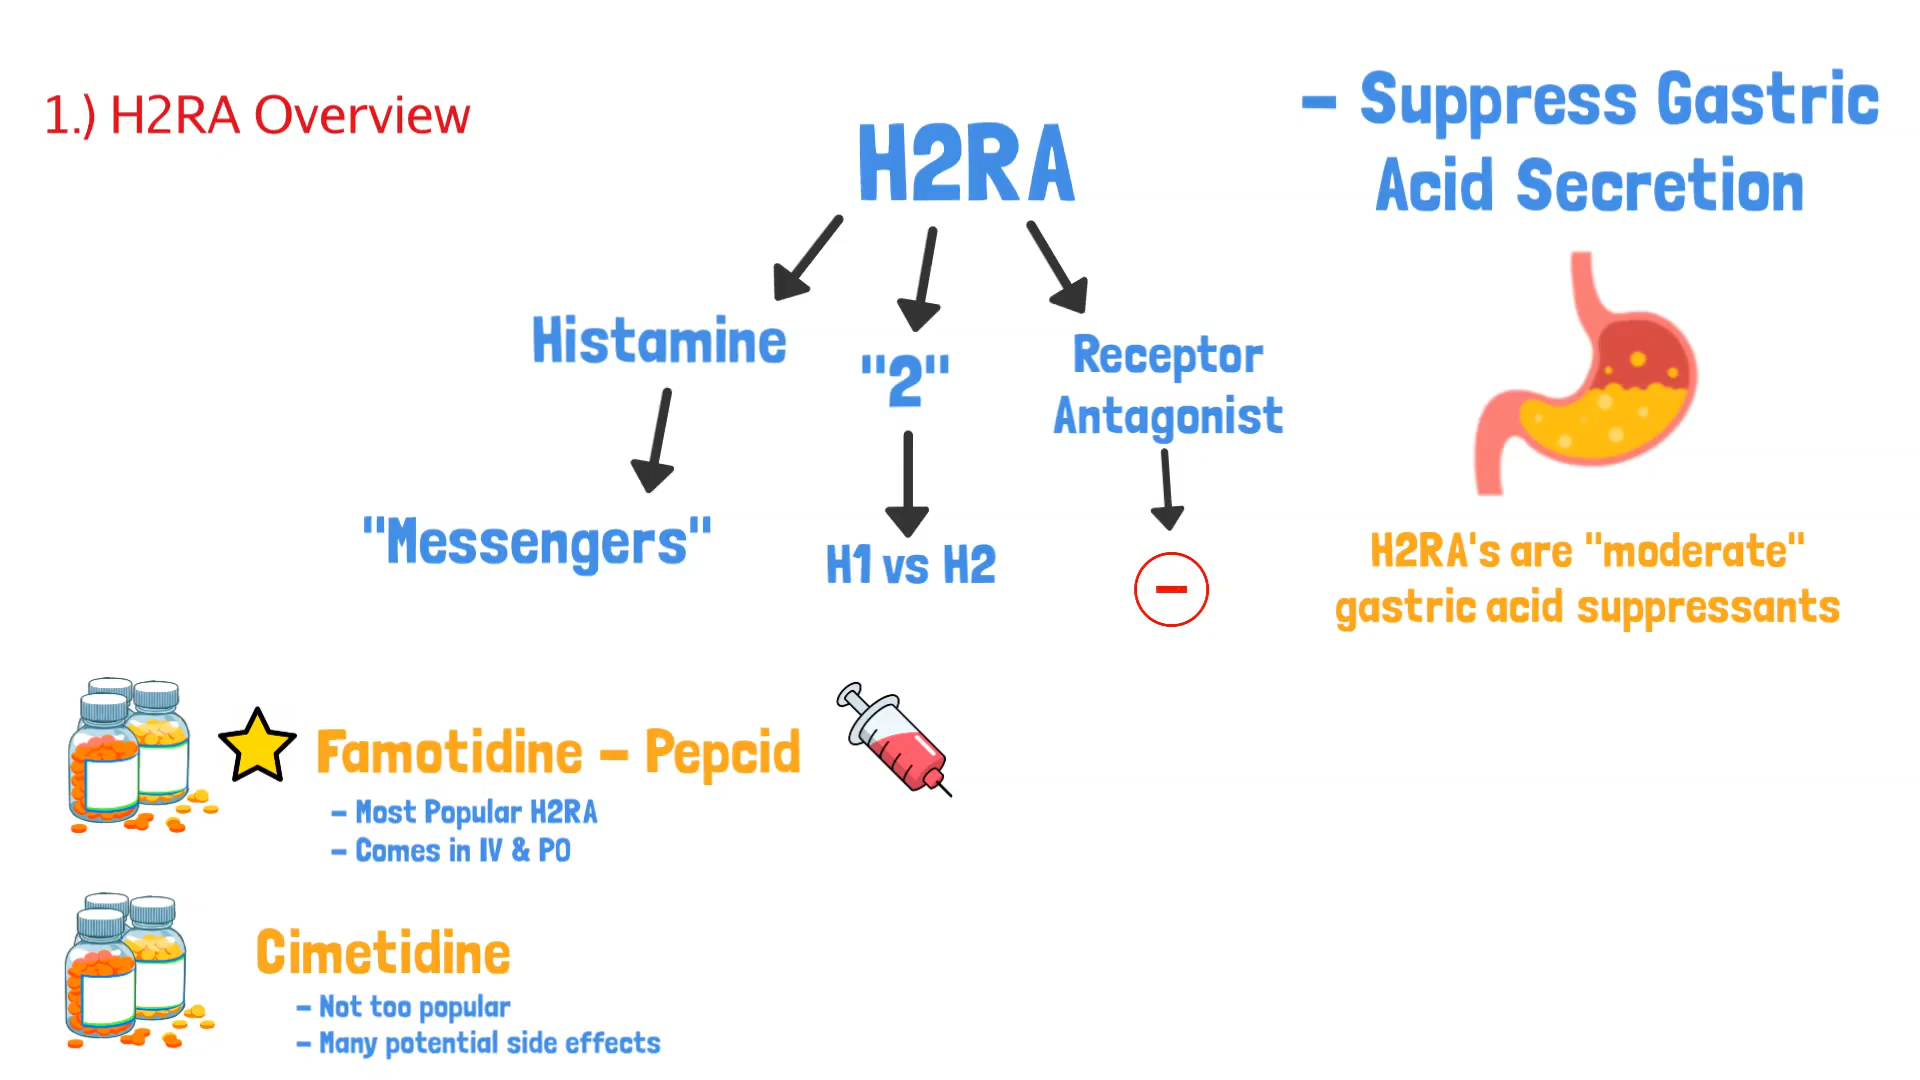 1.) H2RA Overview
H2RA
– Suppress Gastric
Acid Secretion
Histamine
"2"
Receptor
Antagonist
"Messengers"
H1 vs H2
–
H2RA's are "moderate"
gastric acid suppressants
Famotidine – Pepcid
– Most Popular H2RA
– Comes in IV & PO
Cimetidine
– Not too popular
– Many potential side effects